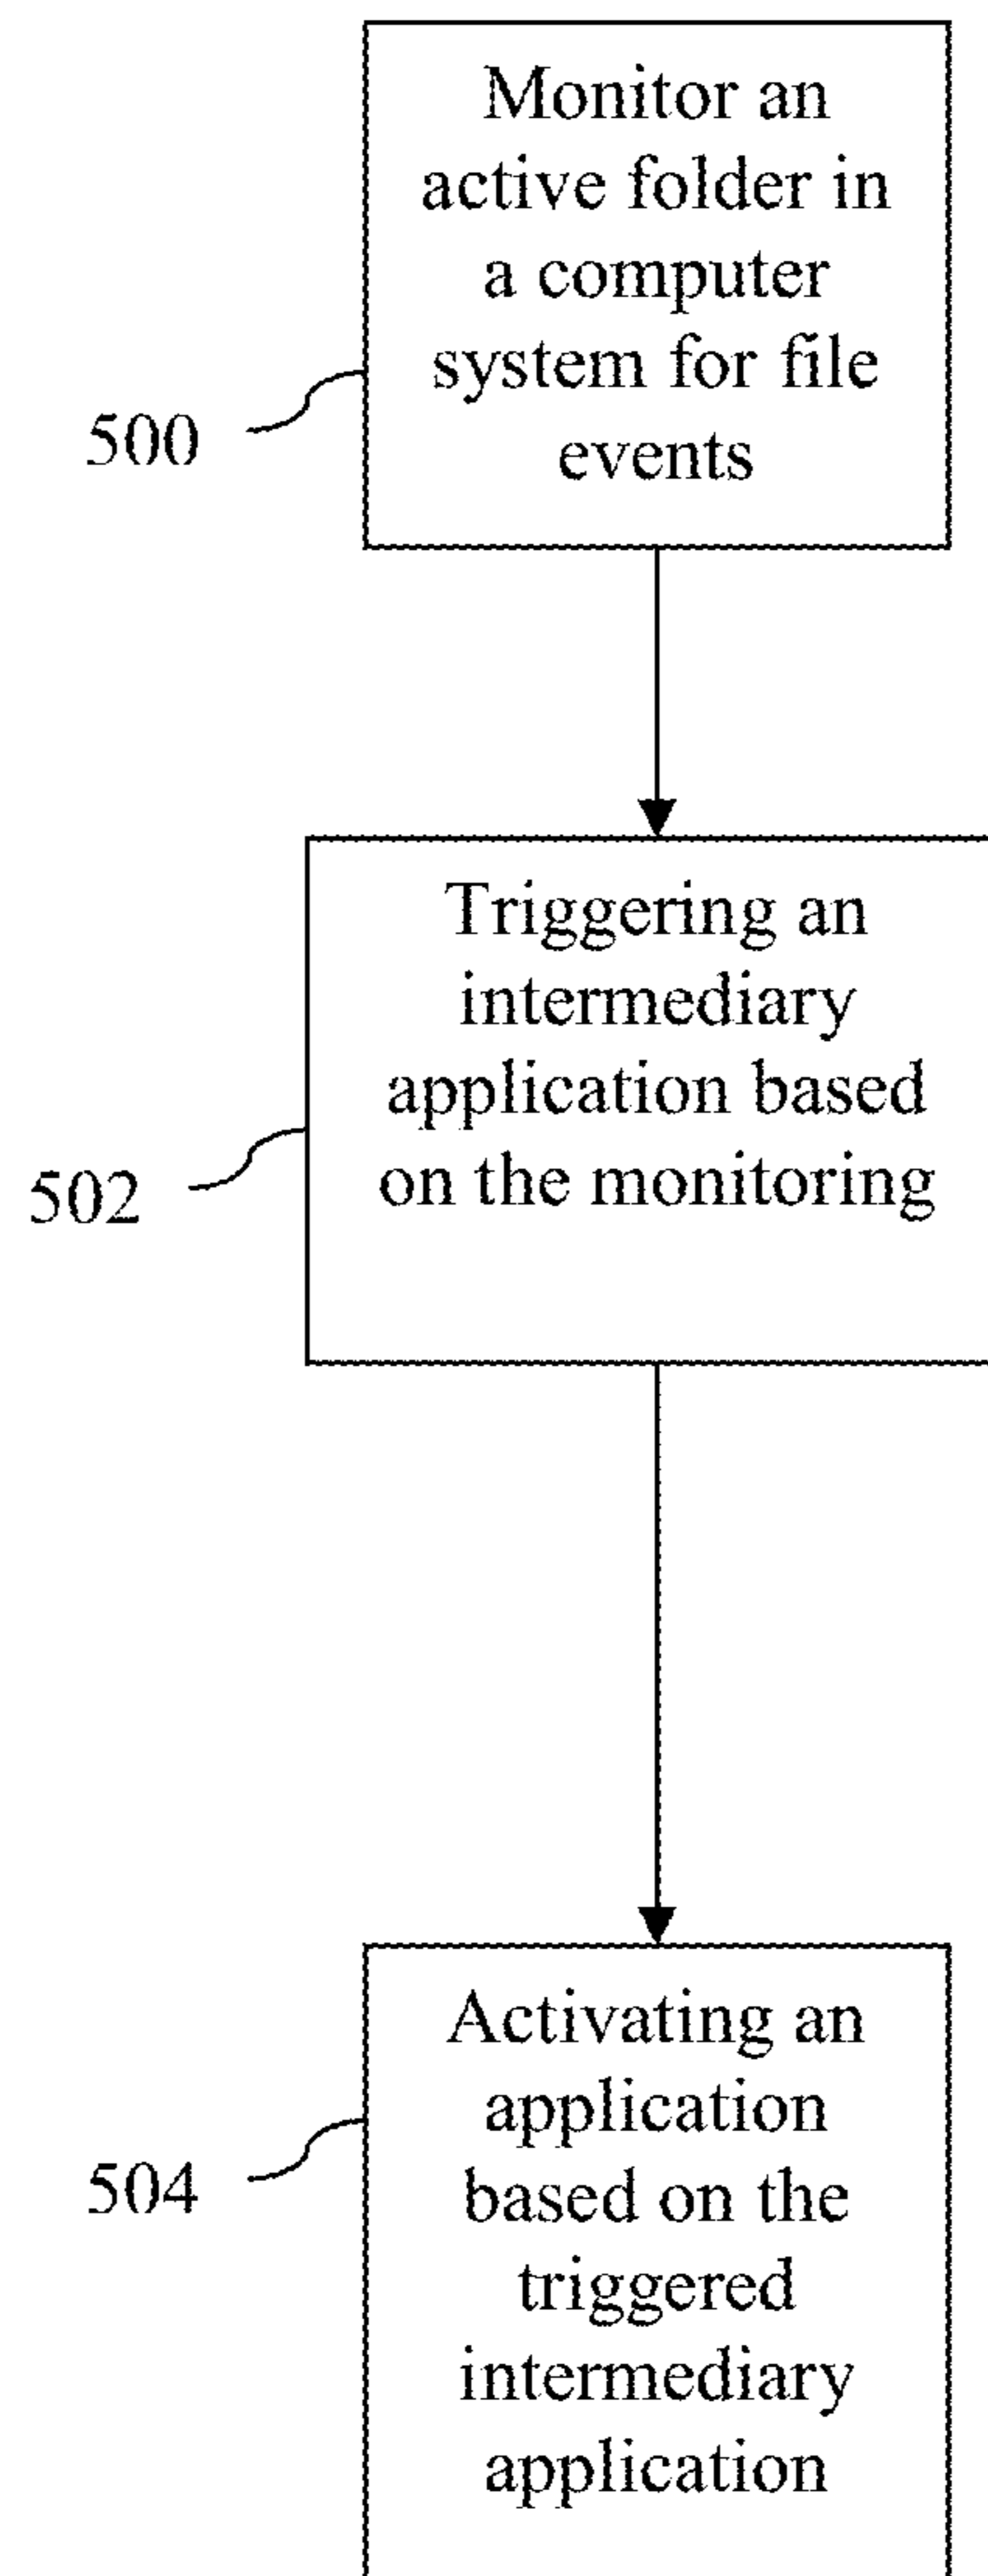 Monitor an
active folder in
a computer
system for file
events
500
Triggering an
intermediary
application based
on the monitoring
502
Activating an
application
based on the
triggered
intermediary
application
504